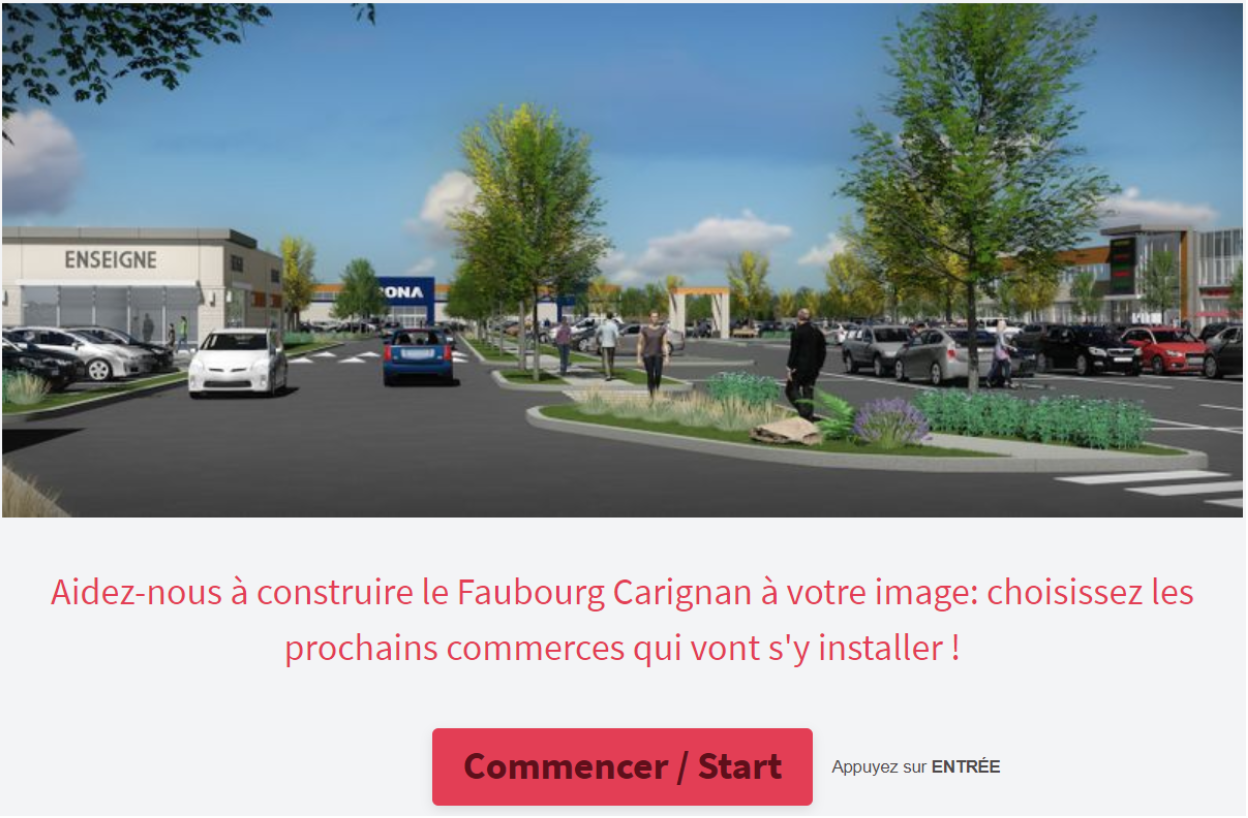 ENSEIGNE
RONA
Aidez-nous à construire le Faubourg Carignan à votre image: choisissez les
prochains commerces qui vont s'y installer !
Commencer / Start
Appuyez sur ENTRÉE